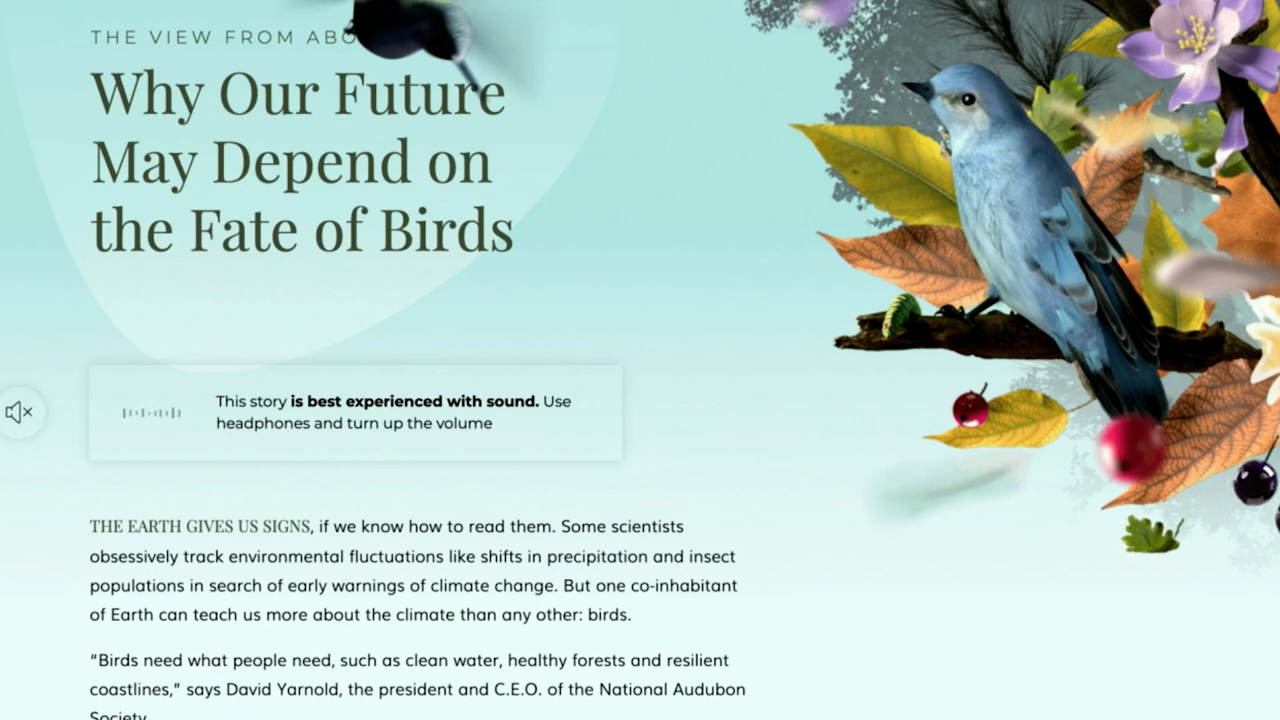 THE VIEW FROM ABO
Why Our Future
May Depend on
the Fate of Birds
This story is best experienced with sound. Use
headphones and turn up the volume
THE EARTH GIVES US SIGNS, if we know how to read them. Some scientists
obsessively track environmental fluctuations like shifts in precipitation and insect
populations in search of early warnings of climate change. But one co-inhabitant
of Earth can teach us more about the climate than any other: birds.
“Birds need what people need, such as clean water, healthy forests and resilient
coastlines,” says David Yarnold, the president and C.E.O. of the National Audubon
Society